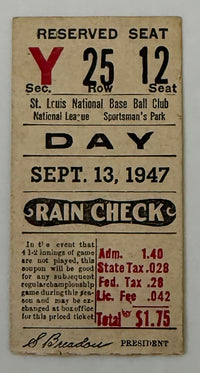 RESERVED SEAT
Y 25 12
Sec. Row Seat
St. Louis National Base Ball Club
National League Sportsman's Park
DAY
SEPT. 13, 1947
RAIN CHECK
In the event that
4 1-2 innings of game
are not played, this
coupon will be good
for any subsequent
regular championship
game during this season
and may be exchanged at
box office for
this priced ticket
Adm. 1.40
State Tax .028
Fed. Tax .28
Lic. Fee .042
Total $1.75
S Breadon PRESIDENT